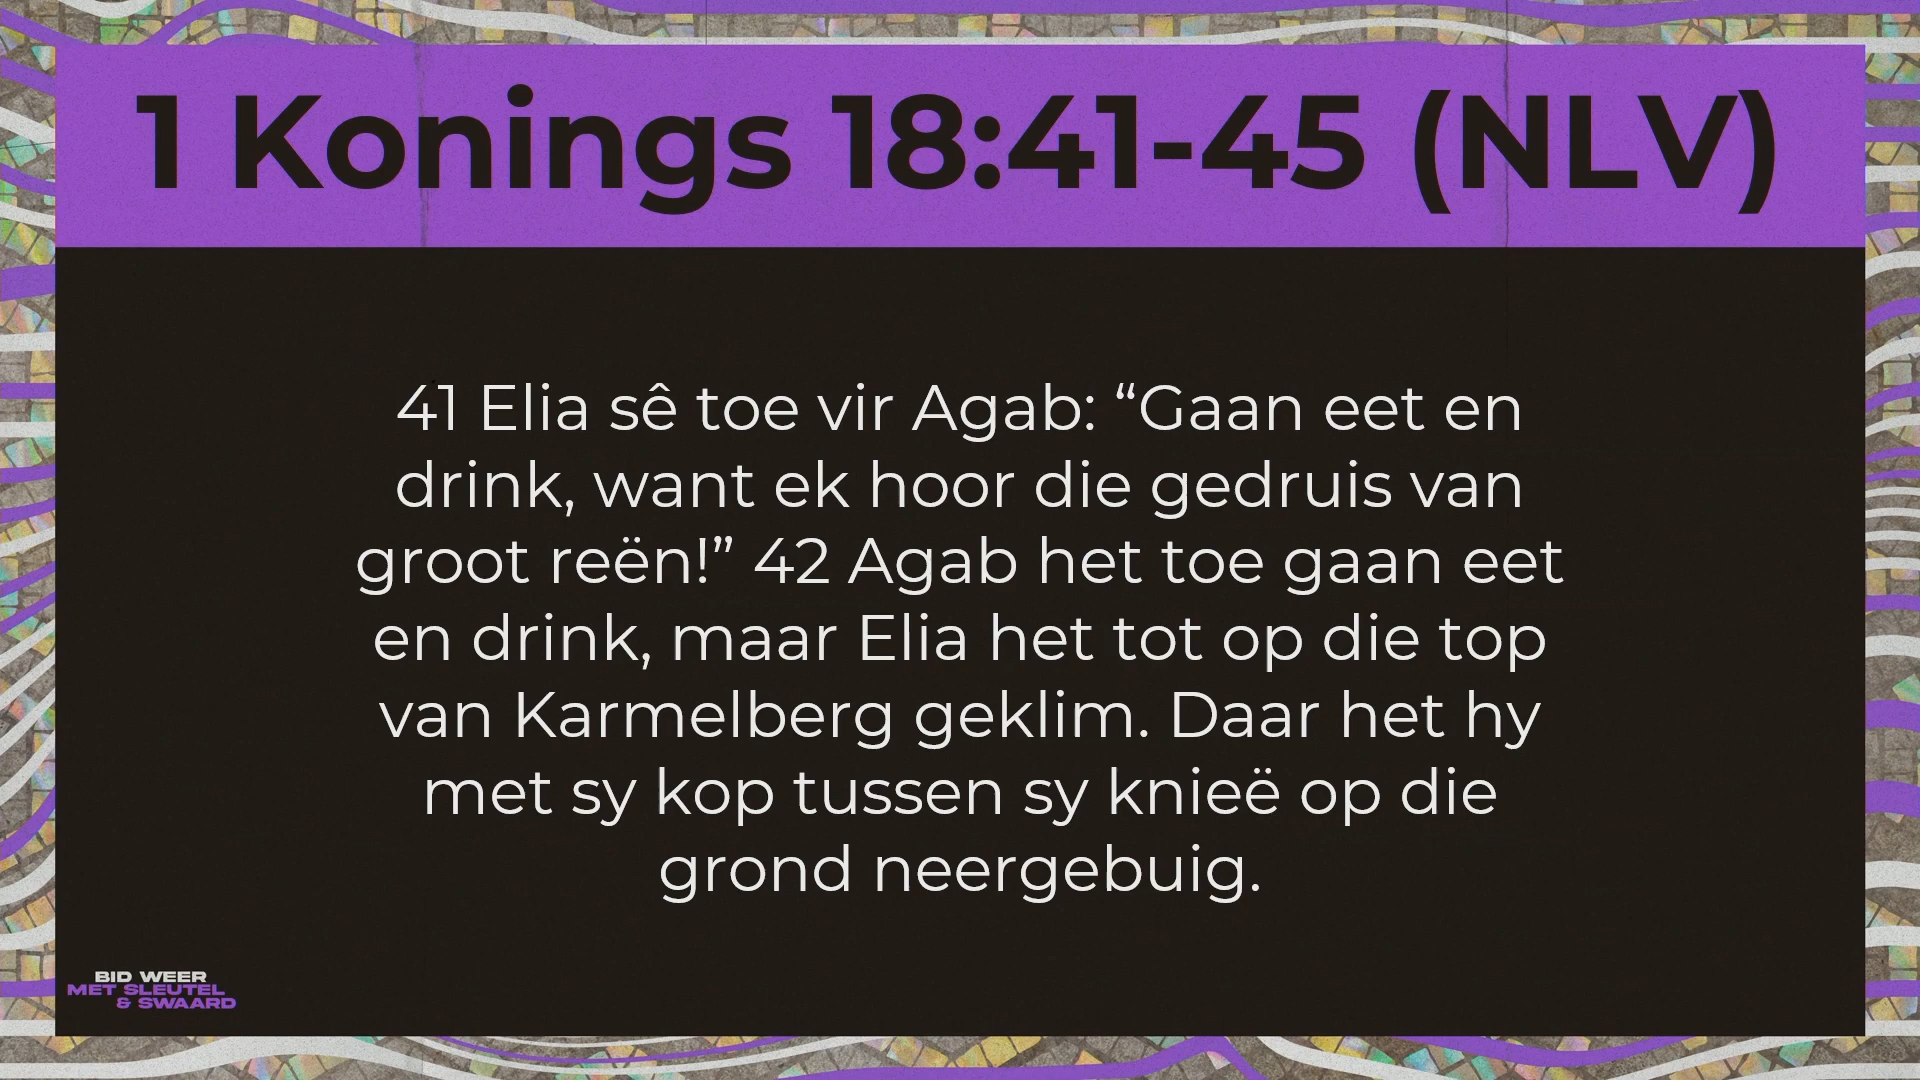 1 Konings 18:41-45 (NLV)
41 Elia sê toe vir Agab: “Gaan eet en
drink, want ek hoor die gedruis van
groot reën!” 42 Agab het toe gaan eet
en drink, maar Elia het tot op die top
van Karmelberg geklim. Daar het hy
met sy kop tussen sy knieë op die
grond neergebuig.
BID WEER
MET SLEUTEL
& SWAARD